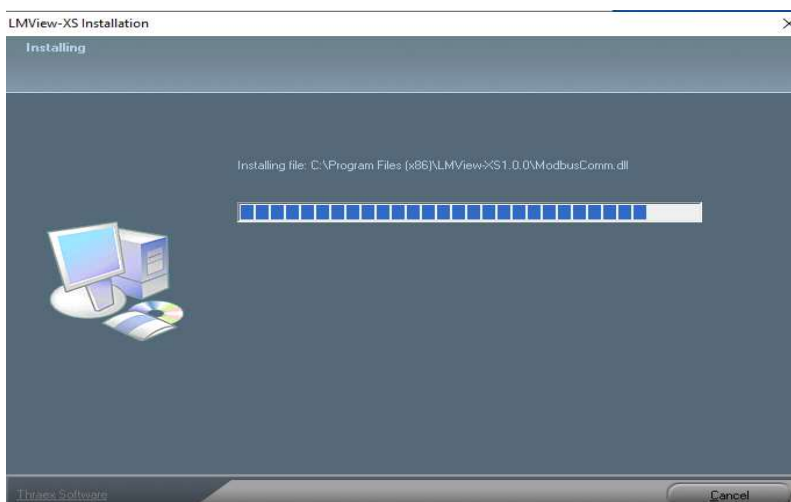 LMView-XS Installation
Installing
Installing file: C:\Program Files (x86)\LMView-XS1.0.0\ModbusComm.dll
Thraex Software
Cancel